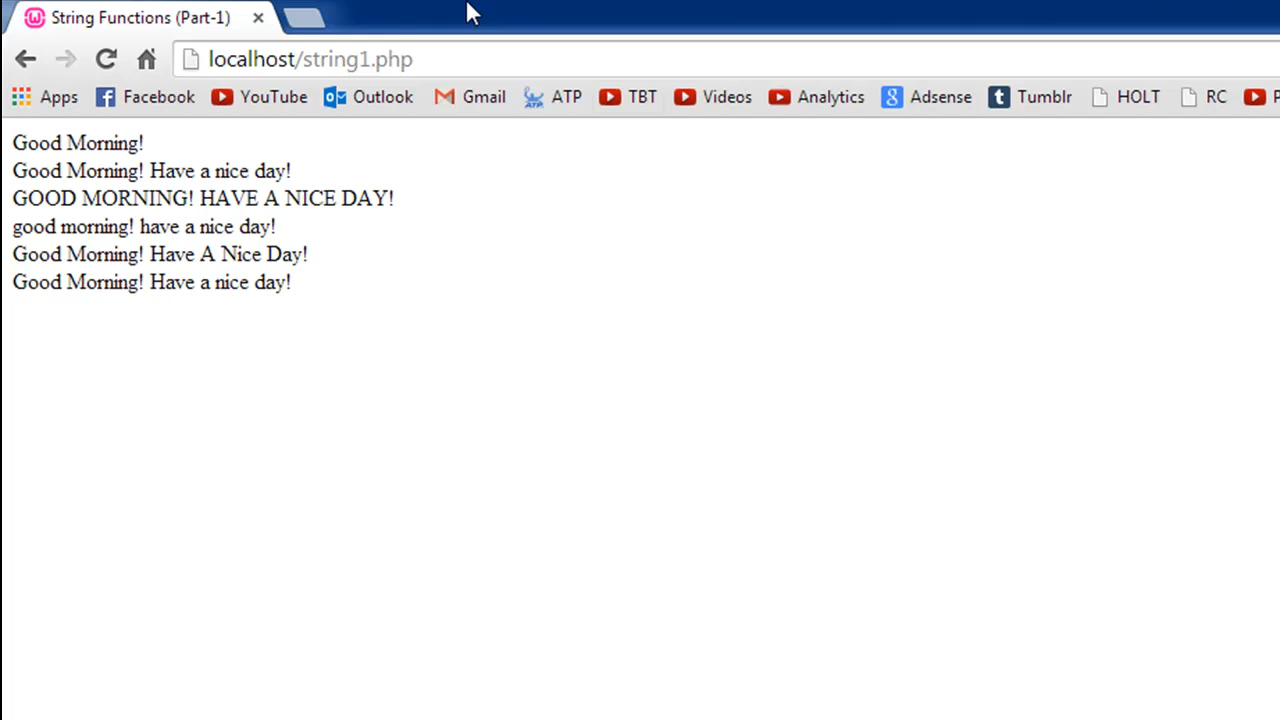 String Functions (Part-1)
localhost/string1.php
Apps Facebook YouTube Outlook Gmail ATP TBT Videos Analytics Adsense Tumblr HOLT RC P
Good Morning!
Good Morning! Have a nice day!
GOOD MORNING! HAVE A NICE DAY!
good morning! have a nice day!
Good Morning! Have A Nice Day!
Good Morning! Have a nice day!